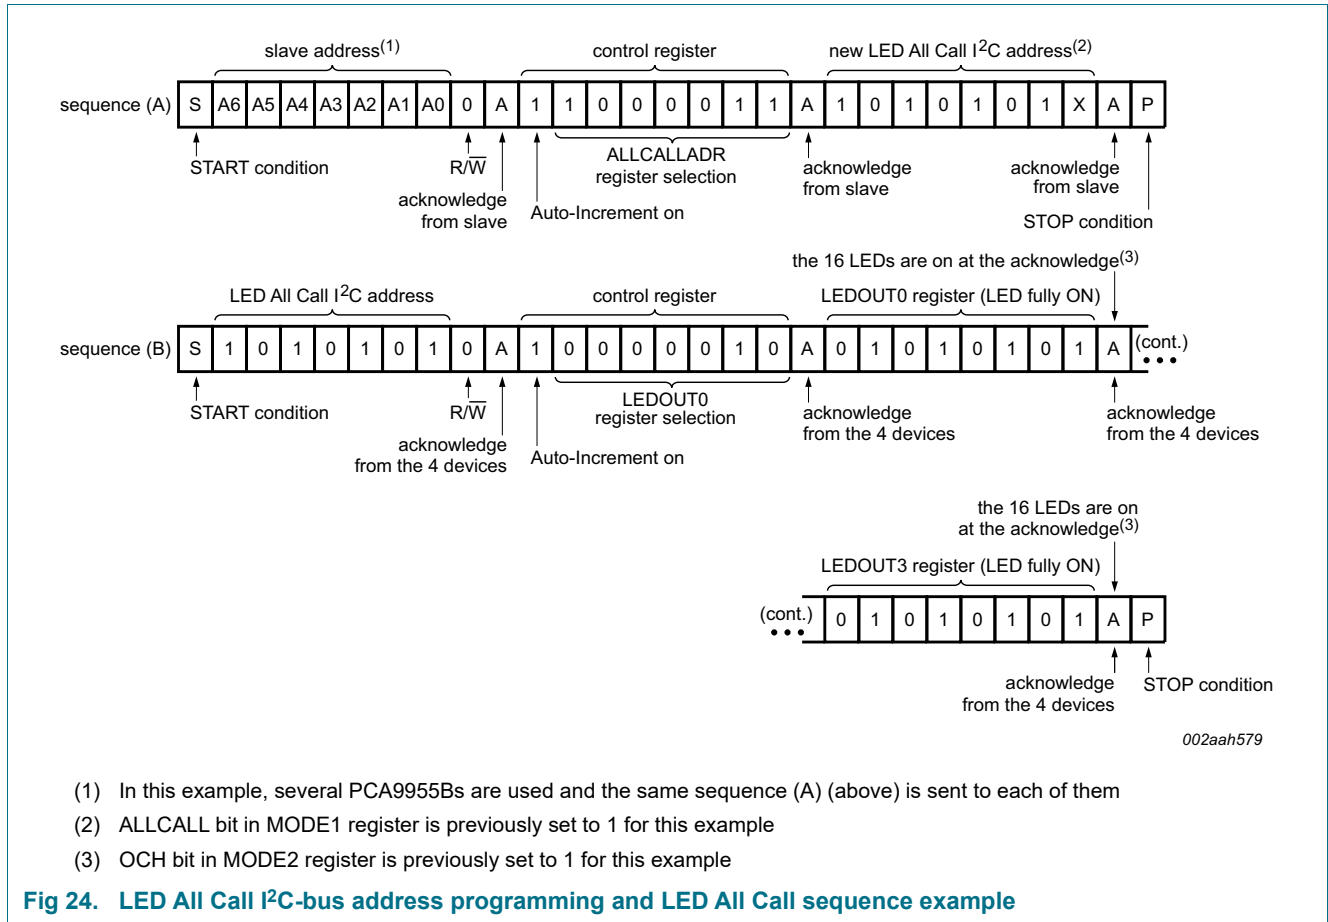 slave address(1) control register new LED All Call I2C address(2)
sequence (A) S A6 A5 A4 A3 A2 A1 A0 0 A 1 1 0 0 0 0 1 1 A 1 0 1 0 1 0 1 X A P
START condition R/W ALLCALLADR acknowledge acknowledge
register selection from slave from slave
acknowledge Auto-Increment on STOP condition
from slave
the 16 LEDs are on at the acknowledge(3)
LED All Call I2C address control register LEDOUT0 register (LED fully ON)
sequence (B) S 1 0 1 0 1 0 1 0 A 1 0 0 0 0 0 1 0 A 0 1 0 1 0 1 0 1 A (cont.)
START condition R/W LEDOUT0 acknowledge acknowledge
register selection from the 4 devices from the 4 devices
acknowledge Auto-Increment on
from the 4 devices
the 16 LEDs are on
at the acknowledge(3)
LEDOUT3 register (LED fully ON)
(cont.) 0 1 0 1 0 1 0 1 A P
acknowledge STOP condition
from the 4 devices
002aah579
(1) In this example, several PCA9955Bs are used and the same sequence (A) (above) is sent to each of them
(2) ALLCALL bit in MODE1 register is previously set to 1 for this example
(3) OCH bit in MODE2 register is previously set to 1 for this example
Fig 24. LED All Call I2C-bus address programming and LED All Call sequence example